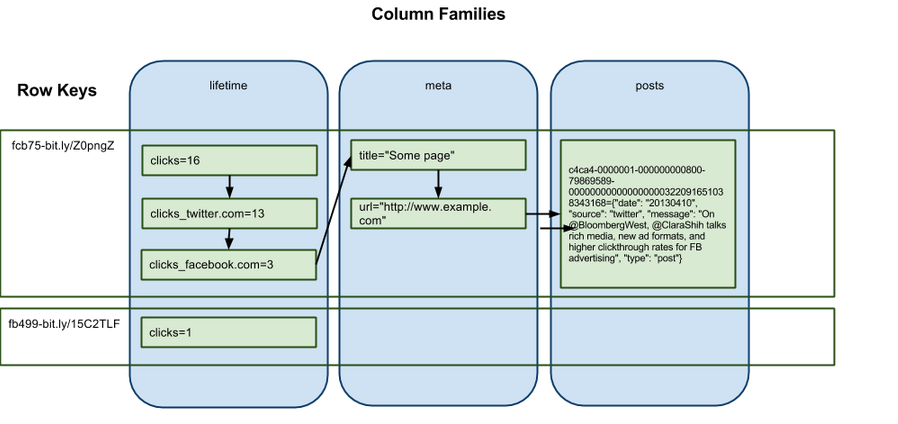 Column Families
Row Keys
lifetime
meta
posts
fcb75-bit.ly/Z0pngZ
clicks=16
clicks_twitter.com=13
clicks_facebook.com=3
title="Some page"
url="http://www.example.
com"
c4ca4-0000001-000000000800-
79869589-
0000000000000000032209165103
8343168={"date": "20130410",
"source": "twitter", "message": "On
@BloombergWest, @ClaraShih talks
rich media, new ad formats, and
higher clickthrough rates for FB
advertising", "type": "post"}
fb499-bit.ly/15C2TLF
clicks=1